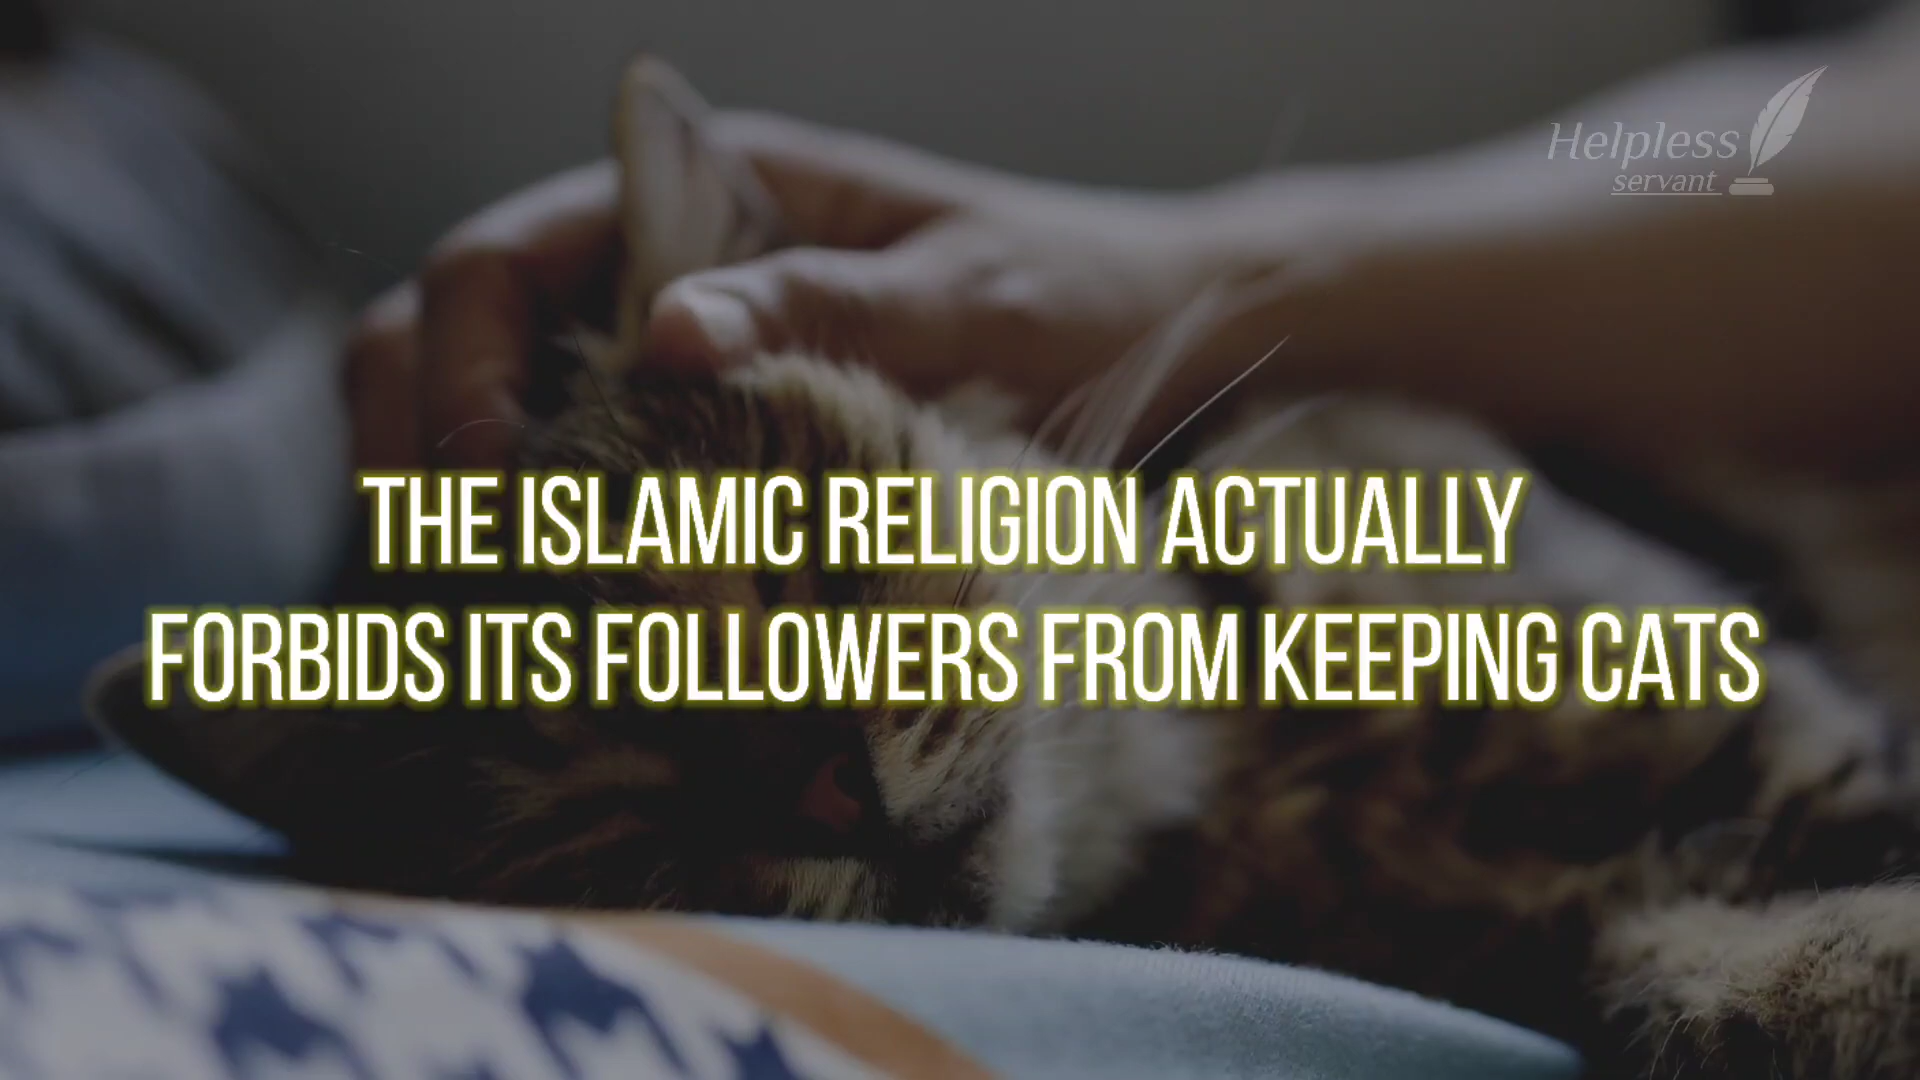 Helpless
servant
THE ISLAMIC RELIGION ACTUALLY
FORBIDS ITS FOLLOWERS FROM KEEPING CATS